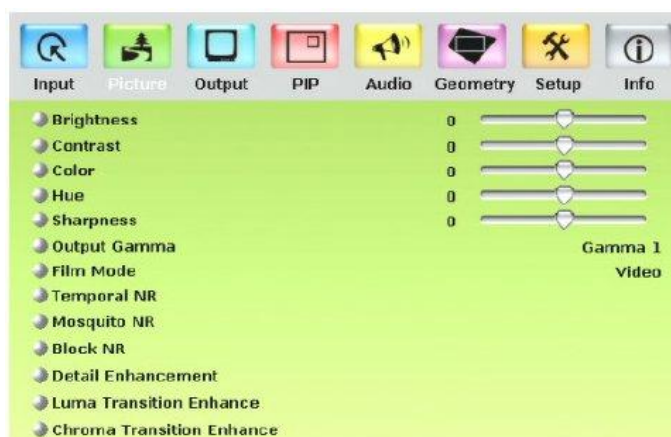 Input Picture Output PIP Audio Geometry Setup Info
Brightness 0
Contrast 0
Color 0
Hue 0
Sharpness 0
Output Gamma Gamma 1
Film Mode Video
Temporal NR
Mosquito NR
Block NR
Detail Enhancement
Luma Transition Enhance
Chroma Transition Enhance